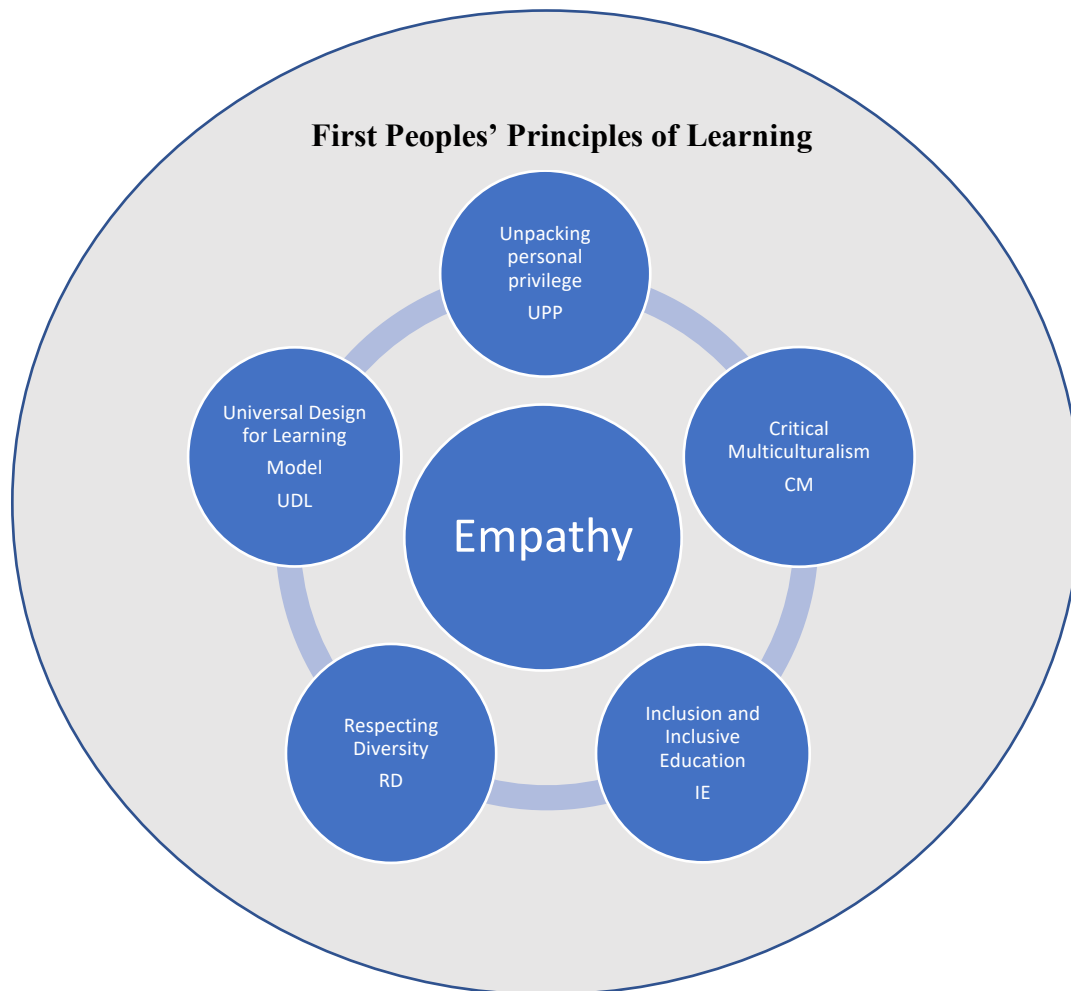 First Peoples’ Principles of Learning
Unpacking
personal
privilege
UPP
Universal Design
for Learning
Model
UDL
Critical
Multiculturalism
CM
Empathy
Respecting
Diversity
RD
Inclusion and
Inclusive
Education
IE